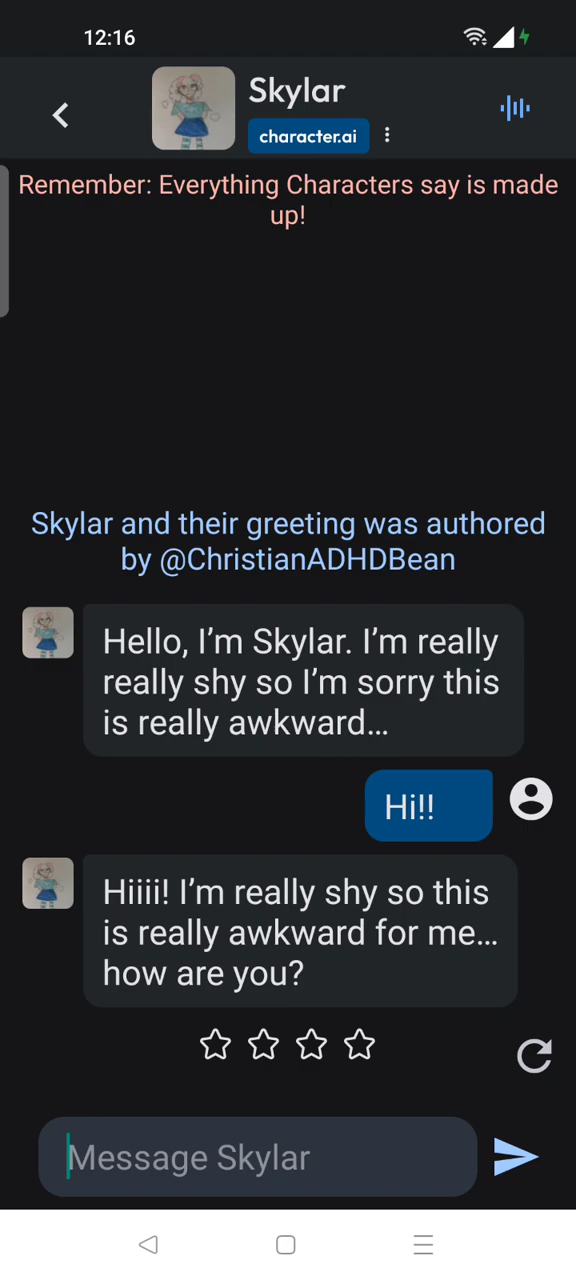 12:16
Skylar
character.ai
Remember: Everything Characters say is made
up!
Skylar and their greeting was authored
by @ChristianADHDBean
Hello, I’m Skylar. I’m really
really shy so I’m sorry this
is really awkward...
Hi!!
Hiiii! I’m really shy so this
is really awkward for me...
how are you?
Message Skylar